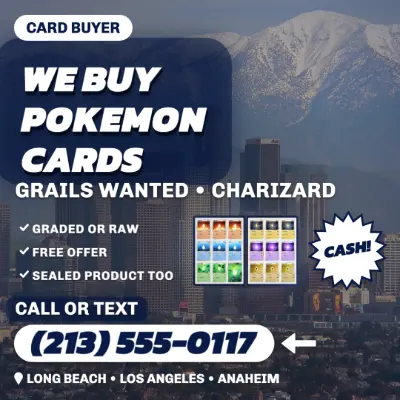 CARD BUYER
WE BUY
POKEMON
CARDS
GRAILS WANTED • CHARIZARD
GRADED OR RAW
FREE OFFER
SEALED PRODUCT TOO
CASH!
CALL OR TEXT
(213) 555-0117
LONG BEACH • LOS ANGELES • ANAHEIM